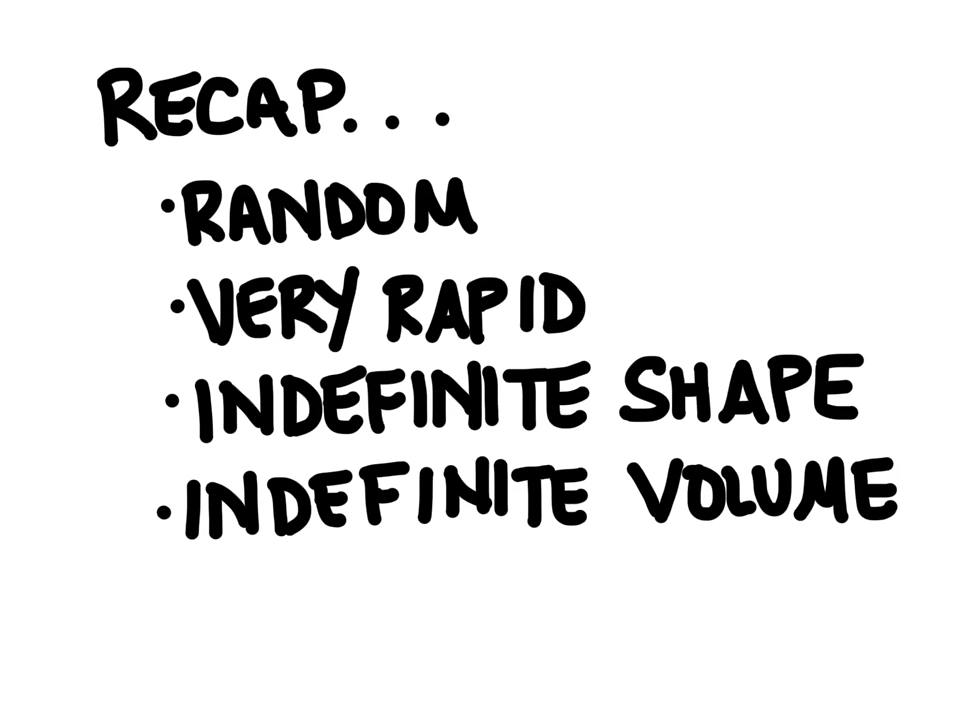 RECAP...
• RANDOM
• VERY RAPID
• INDEFINITE SHAPE
• INDEFINITE VOLUME